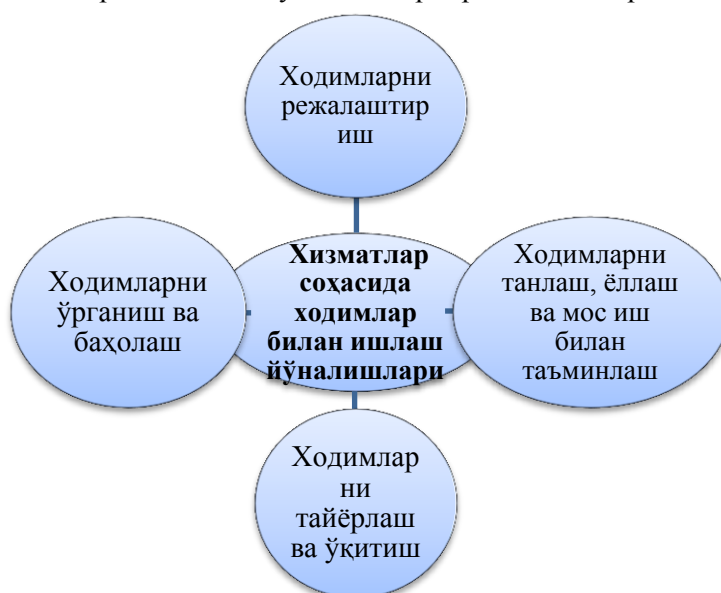 Ходимларни
режалаштир
иш
Ходимларни
ўрганиш ва
баҳолаш
Хизматлар
соҳасида
ходимлар
билан ишлаш
йўналишлари
Ходимларни
танлаш, ёллаш
ва мос иш
билан
таъминлаш
Ходимлар
ни
тайёрлаш
ва ўқитиш